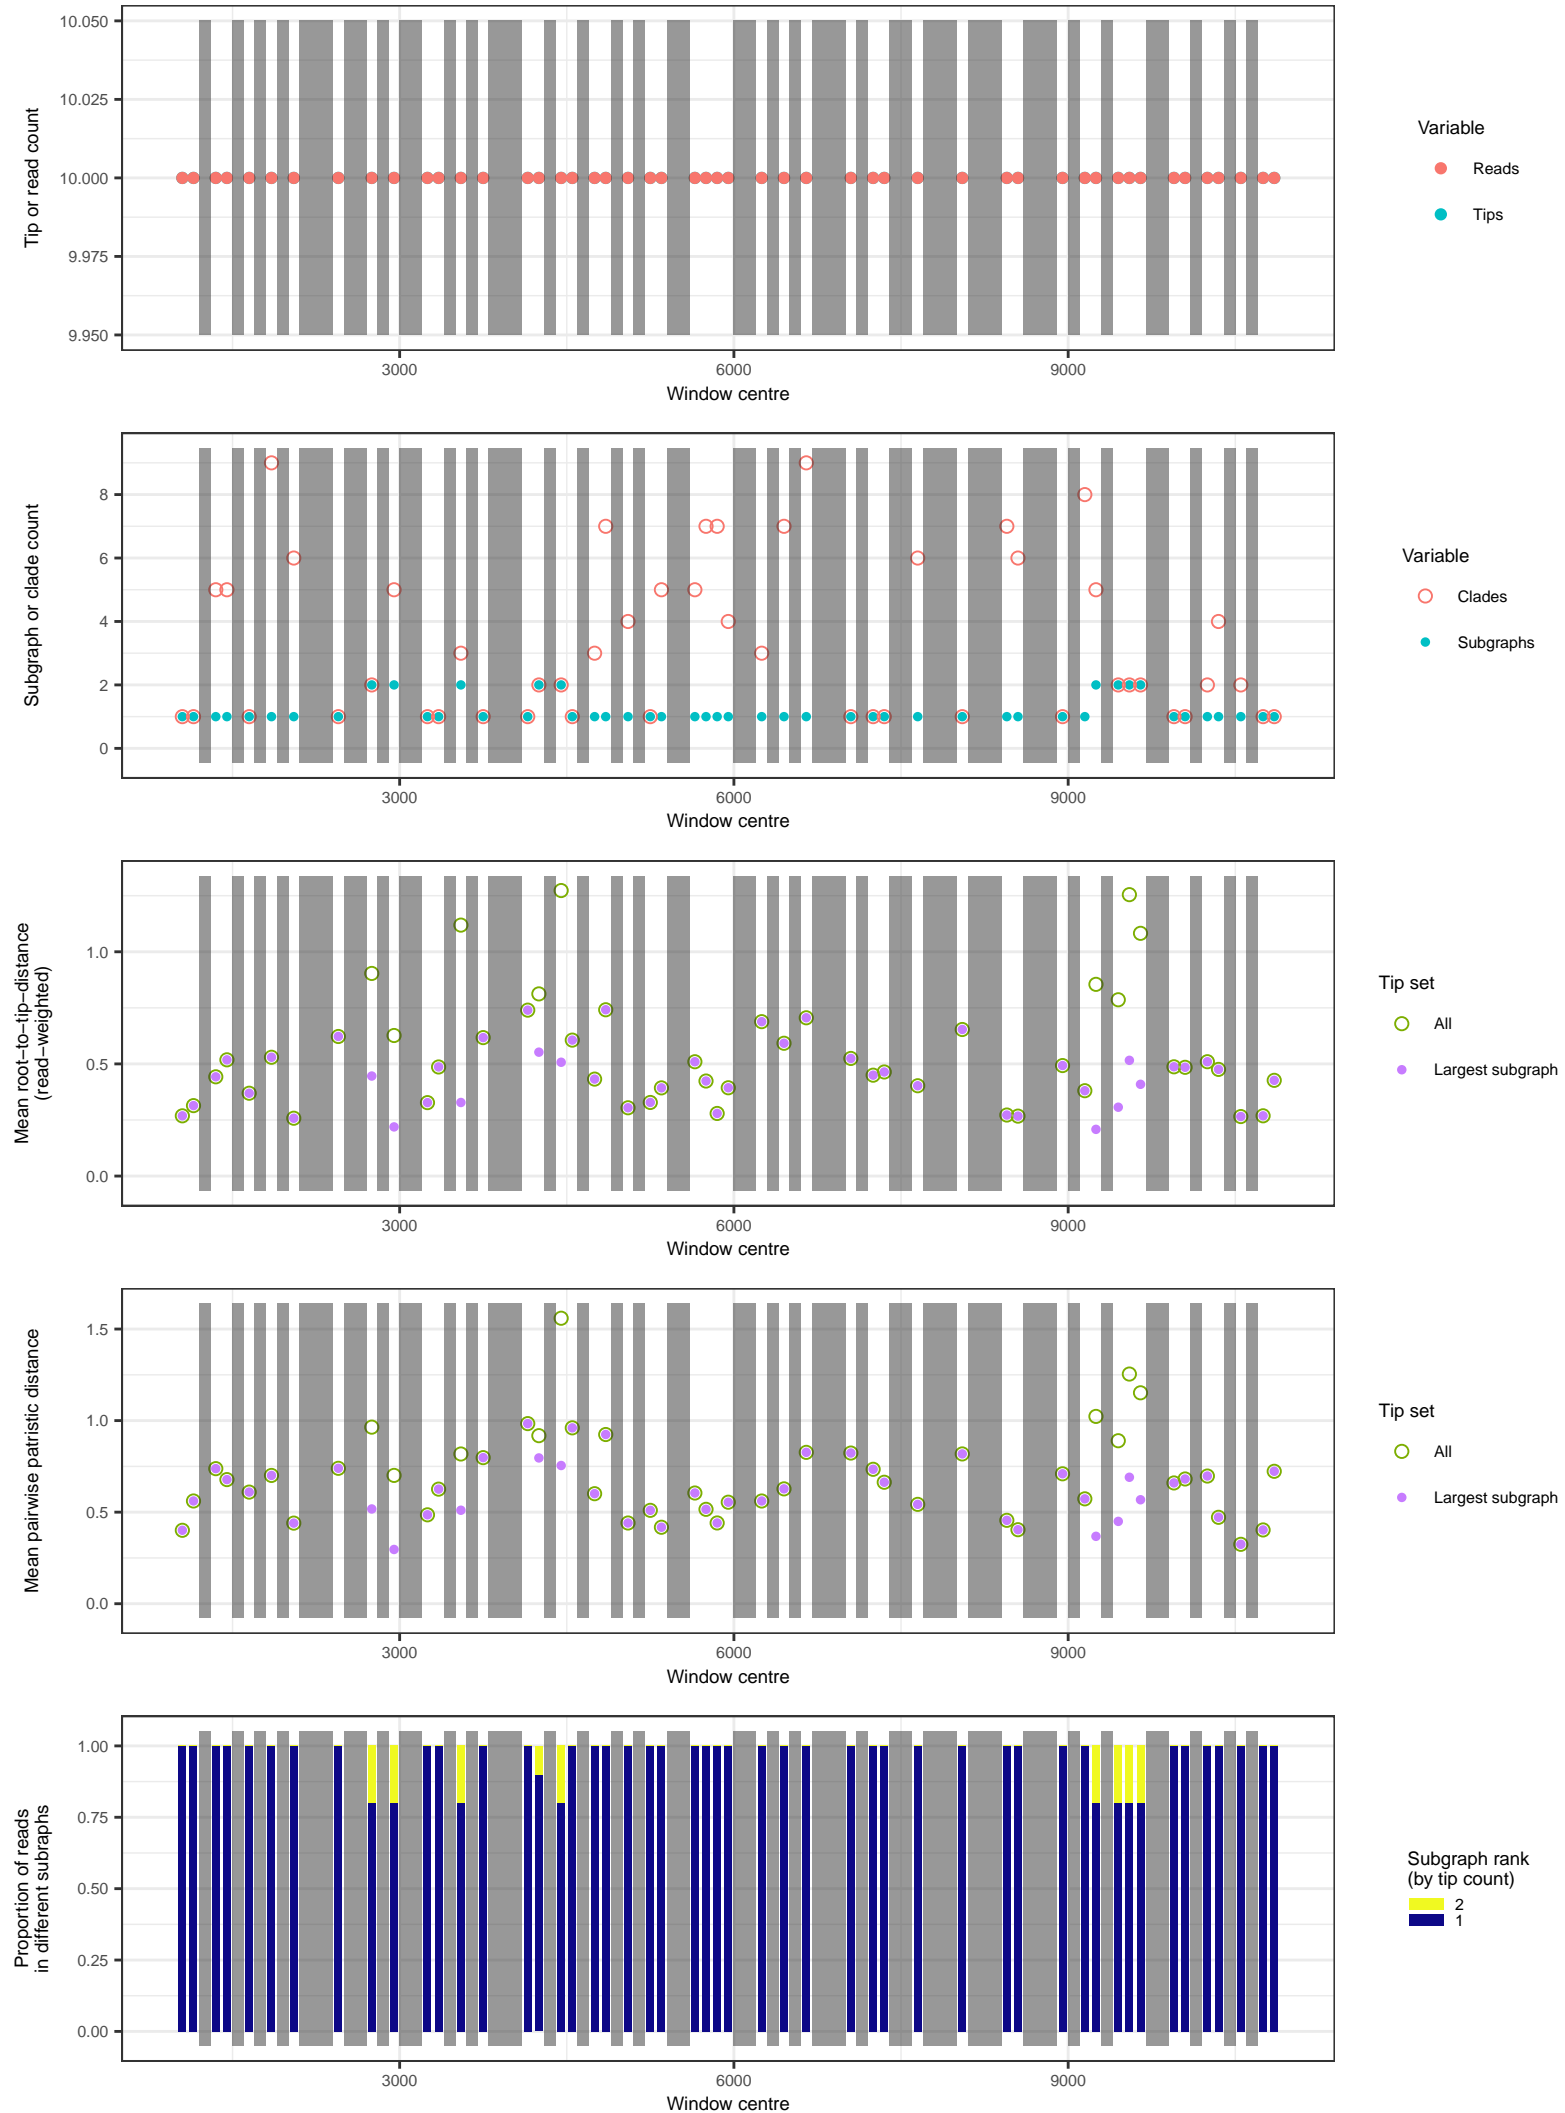 10.050
10.025
10.000
9.975
9.950
Tip or read count
3000 6000 9000
Window centre
Variable
Reads
Tips
8
6
4
2
0
Subgraph or clade count
3000 6000 9000
Window centre
Variable
Clades
Subgraphs
1.0
0.5
0.0
Mean root−to−tip−distance
(read−weighted)
3000 6000 9000
Window centre
Tip set
All
Largest subgraph
1.5
1.0
0.5
0.0
Mean pairwise patristic distance
3000 6000 9000
Window centre
Tip set
All
Largest subgraph
1.00
0.75
0.50
0.25
0.00
Proportion of reads
in different subraphs
3000 6000 9000
Window centre
Subgraph rank
(by tip count)
2
1